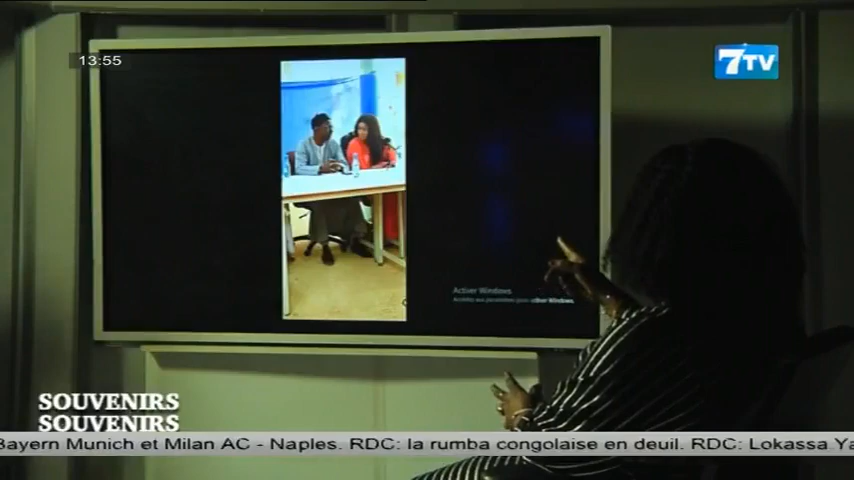 13:55
7TV
Activer Windows
SOUVENIRS
SOUVENIRS
Bayern Munich et Milan AC - Naples. RDC: la rumba congolaise en deuil. RDC: Lokassa Ya